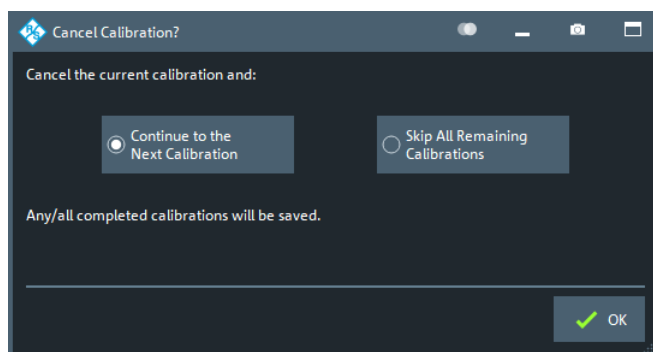 Cancel Calibration?
Cancel the current calibration and:
Continue to the
Next Calibration
Skip All Remaining
Calibrations
Any/all completed calibrations will be saved.
OK